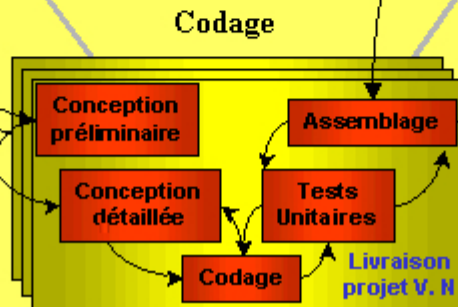 Codage
Conception
préliminaire
Assemblage
Conception
détaillée
Tests
Unitaires
Codage
Livraison
projet V. N